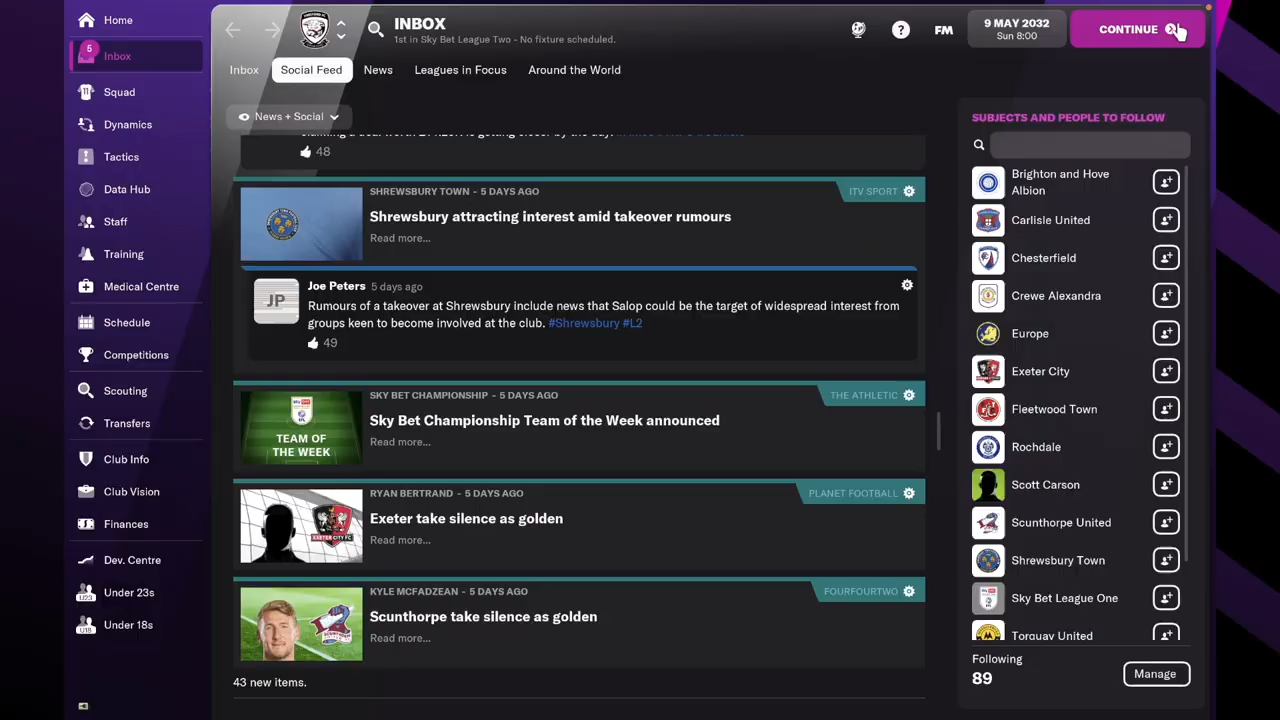 Home
5
Inbox
Squad
Dynamics
Tactics
Data Hub
Staff
Training
Medical Centre
Schedule
Competitions
Scouting
Transfers
Club Info
Club Vision
Finances
Dev. Centre
U23
Under 23s
U18
Under 18s
INBOX
1st in Sky Bet League Two - No fixture scheduled.
?
FM
9 MAY 2032
Sun 8:00
CONTINUE
Inbox
Social Feed
News
Leagues in Focus
Around the World
News + Social
48
SHREWSBURY TOWN - 5 DAYS AGO
ITV SPORT
Shrewsbury attracting interest amid takeover rumours
Read more...
JP
Joe Peters 5 days ago
Rumours of a takeover at Shrewsbury include news that Salop could be the target of widespread interest from
groups keen to become involved at the club. #Shrewsbury #L2
49
SKY BET CHAMPIONSHIP - 5 DAYS AGO
THE ATHLETIC
TEAM OF
THE WEEK
Sky Bet Championship Team of the Week announced
Read more...
RYAN BERTRAND - 5 DAYS AGO
PLANET FOOTBALL
Exeter take silence as golden
Read more...
KYLE MCFADZEAN - 5 DAYS AGO
FOURFOURTWO
Scunthorpe take silence as golden
Read more...
43 new items.
SUBJECTS AND PEOPLE TO FOLLOW
Brighton and Hove
Albion
Carlisle United
Chesterfield
Crewe Alexandra
Europe
Exeter City
Fleetwood Town
Rochdale
Scott Carson
Scunthorpe United
Shrewsbury Town
Sky Bet League One
Torquay United
Following
89
Manage